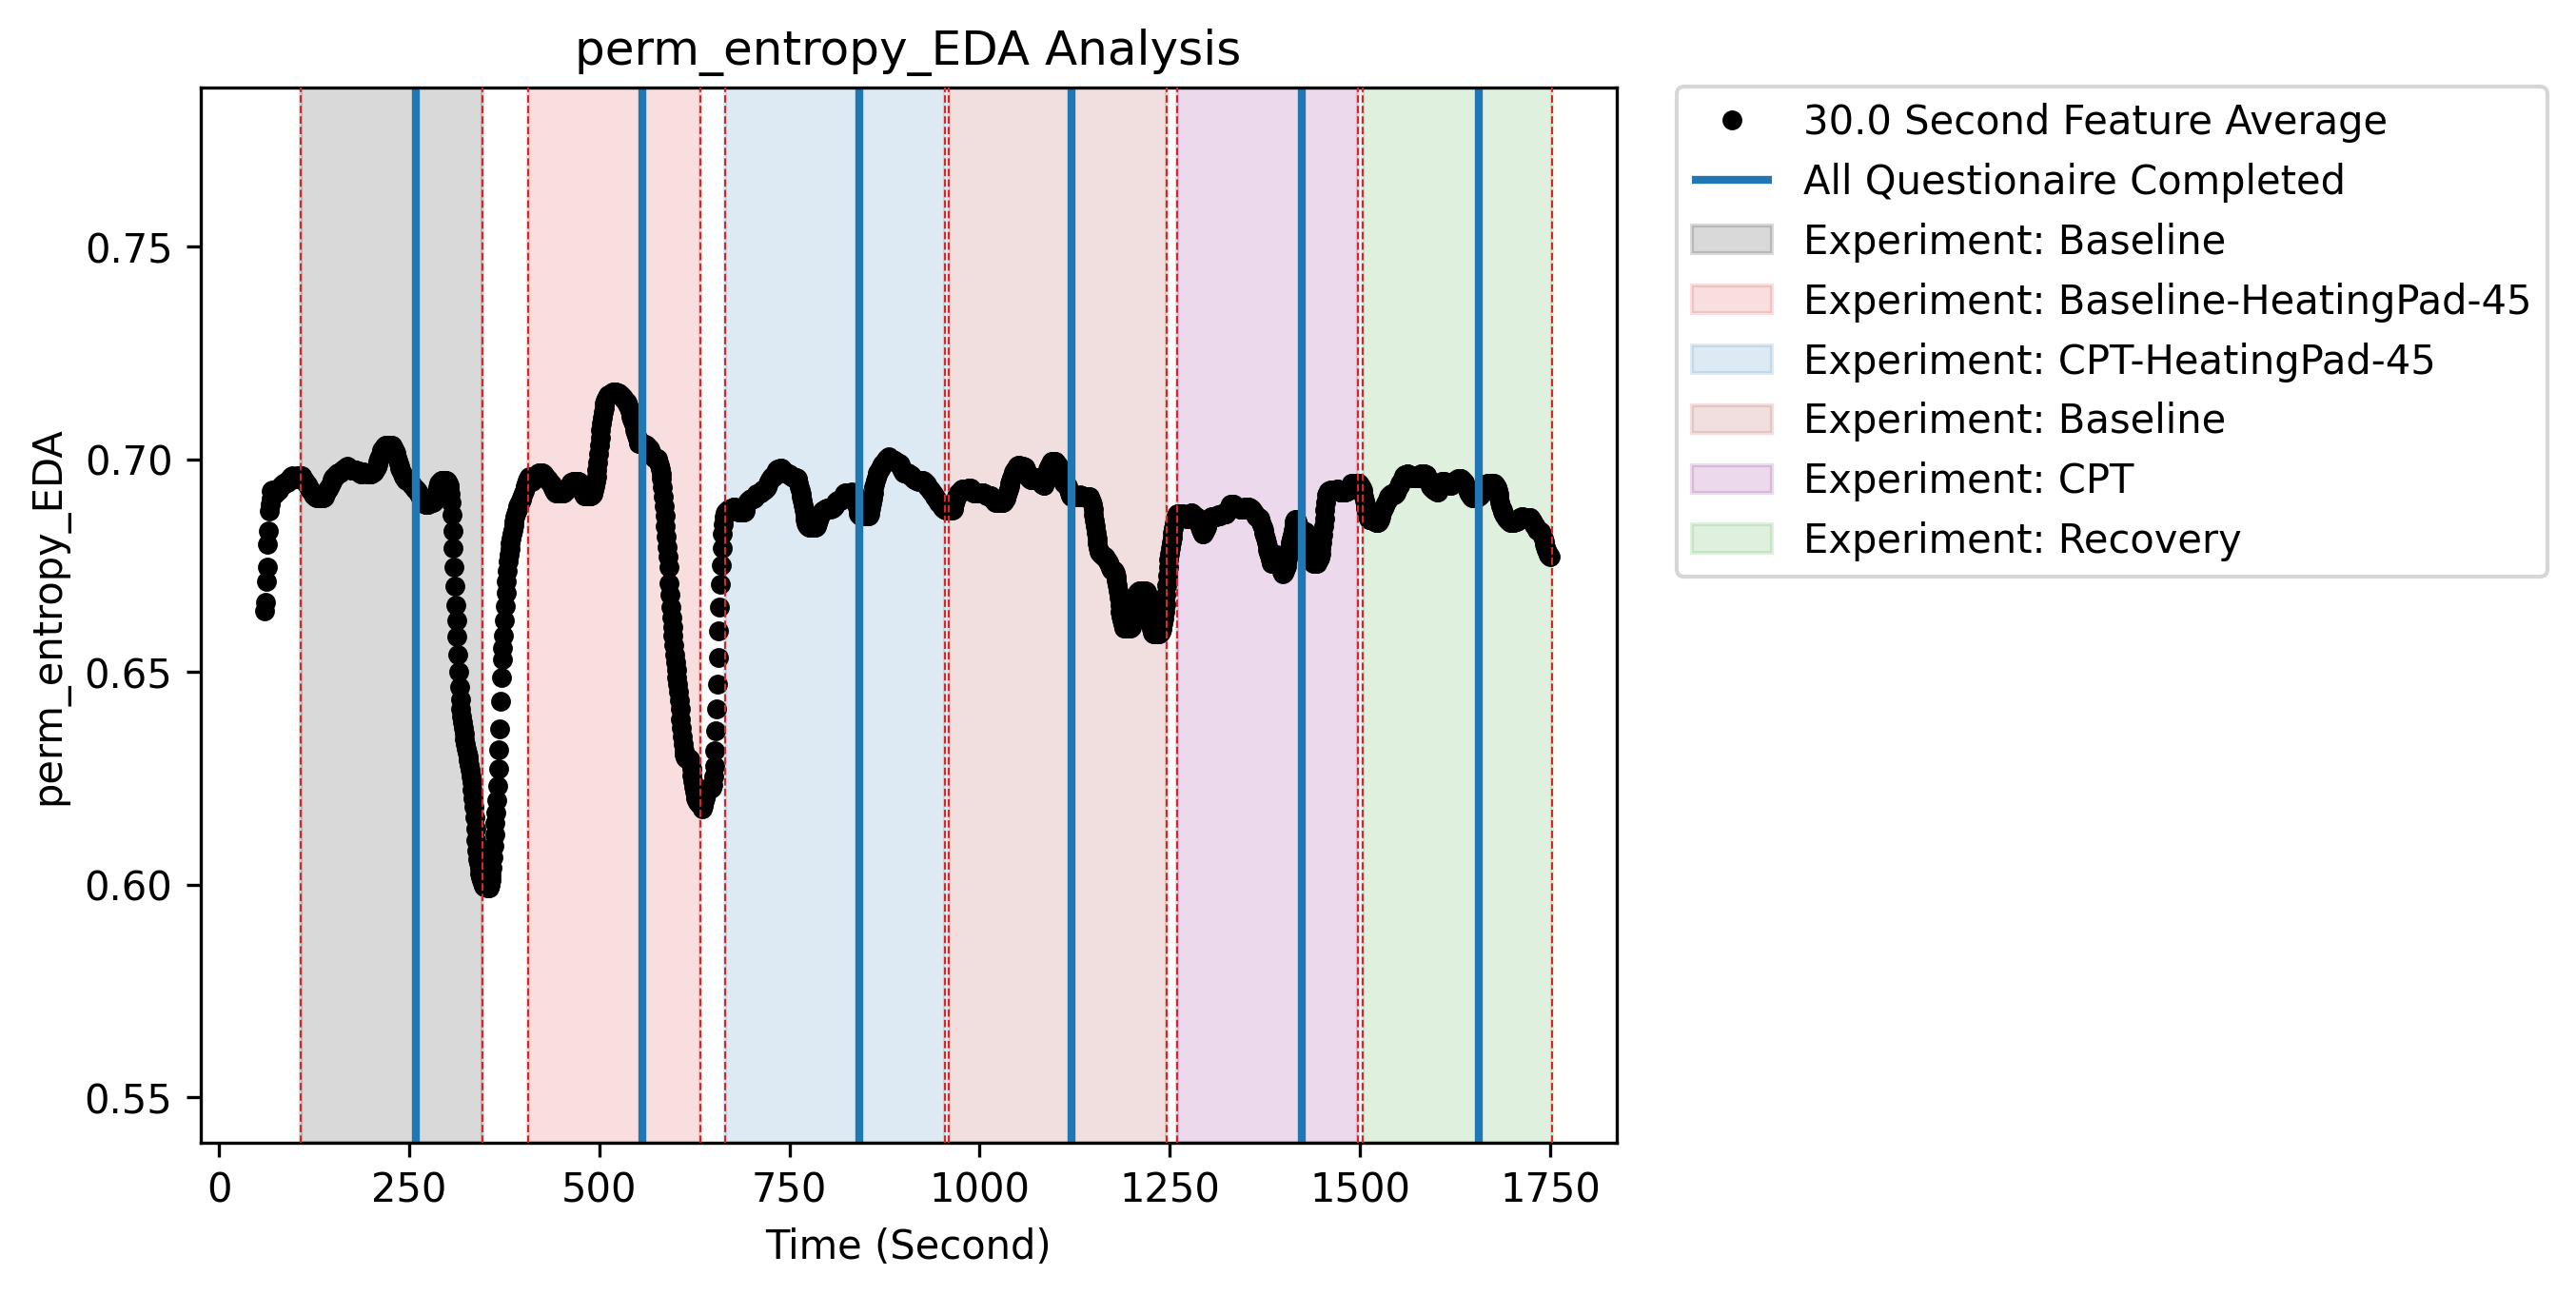 perm_entropy_EDA Analysis
perm_entropy_EDA
0.75
0.70
0.65
0.60
0.55
0
250
500
750
1000
1250
1500
1750
Time (Second)
30.0 Second Feature Average
All Questionaire Completed
Experiment: Baseline
Experiment: Baseline-HeatingPad-45
Experiment: CPT-HeatingPad-45
Experiment: Baseline
Experiment: CPT
Experiment: Recovery